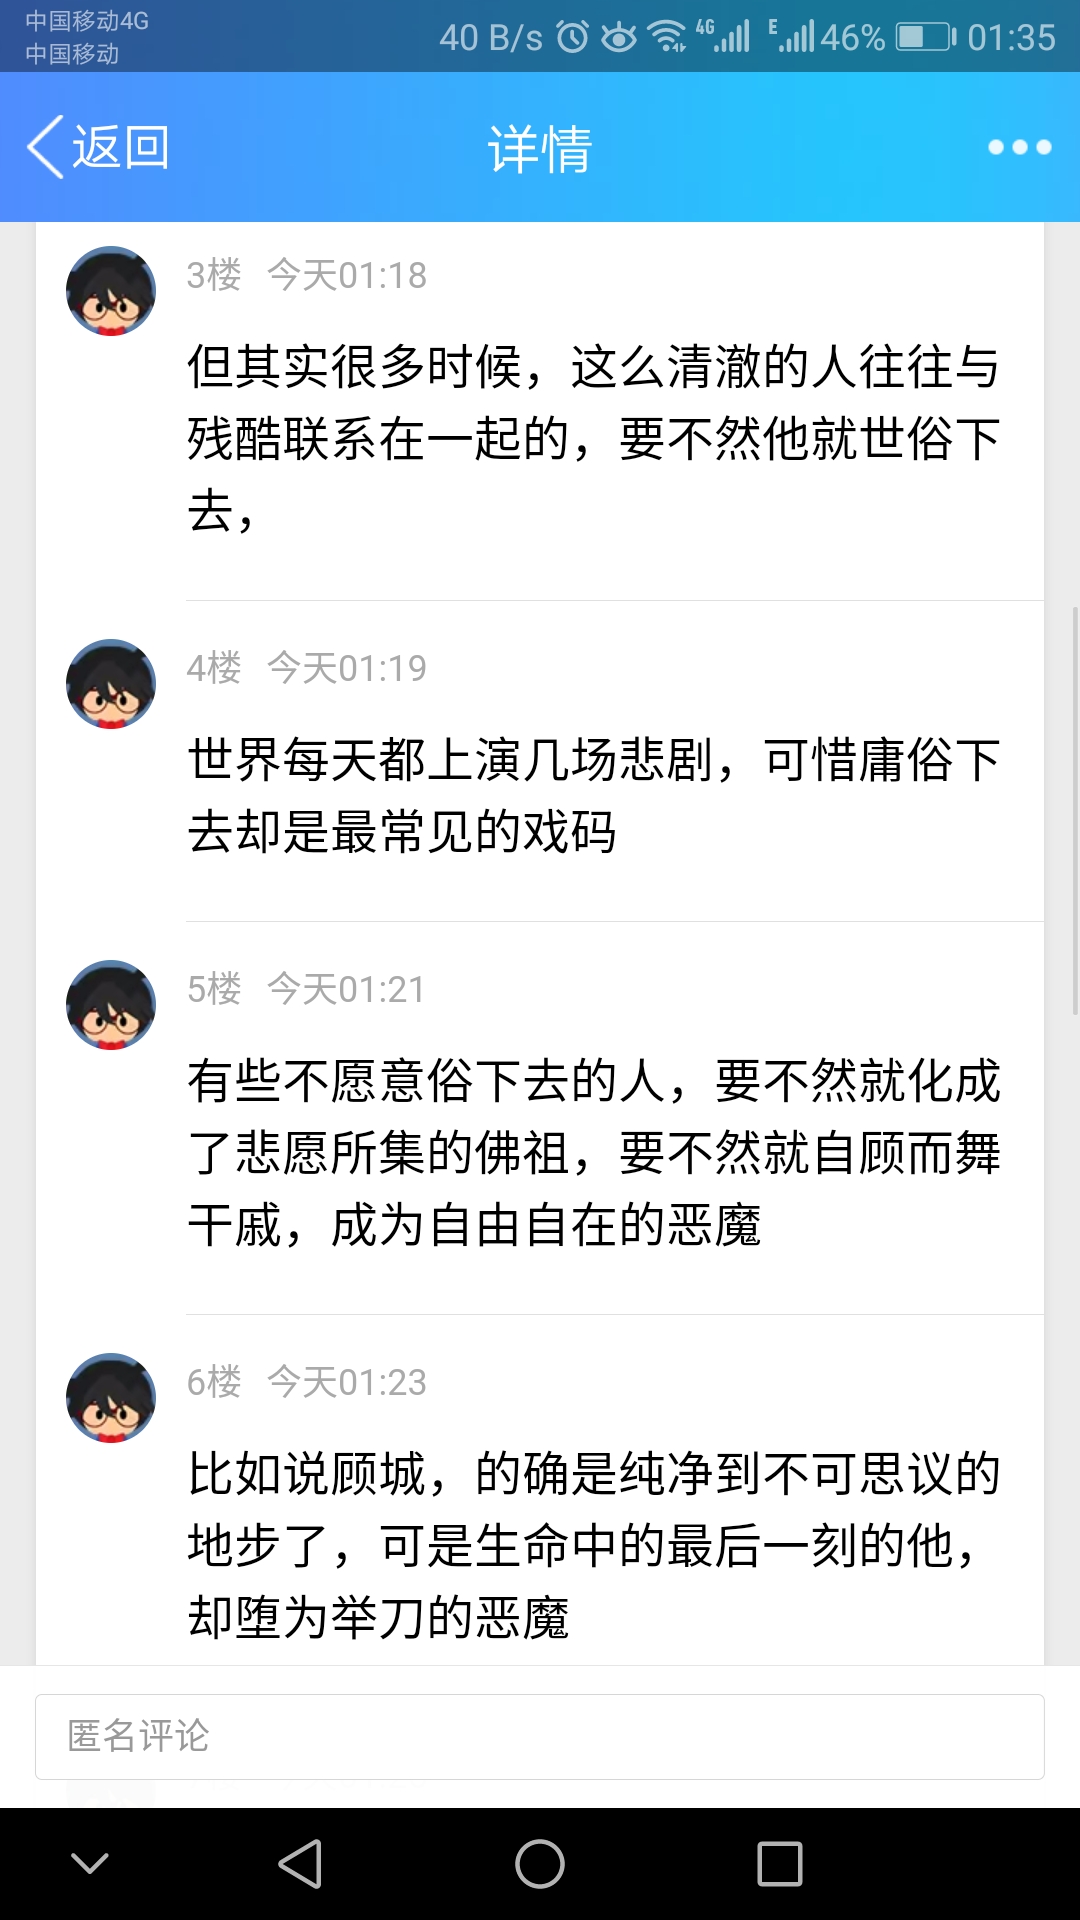 中国移动4G
中国移动
40 B/s 4G E 46% 01:35
返回
详情
3楼 今天01:18
但其实很多时候，这么清澈的人往往与
残酷联系在一起的，要不然他就世俗下
去，
4楼 今天01:19
世界每天都上演几场悲剧，可惜庸俗下
去却是最常见的戏码
5楼 今天01:21
有些不愿意俗下去的人，要不然就化成
了悲愿所集的佛祖，要不然就自顾而舞
干戚，成为自由自在的恶魔
6楼 今天01:23
比如说顾城，的确是纯净到不可思议的
地步了，可是生命中的最后一刻的他，
却堕为举刀的恶魔
匿名评论